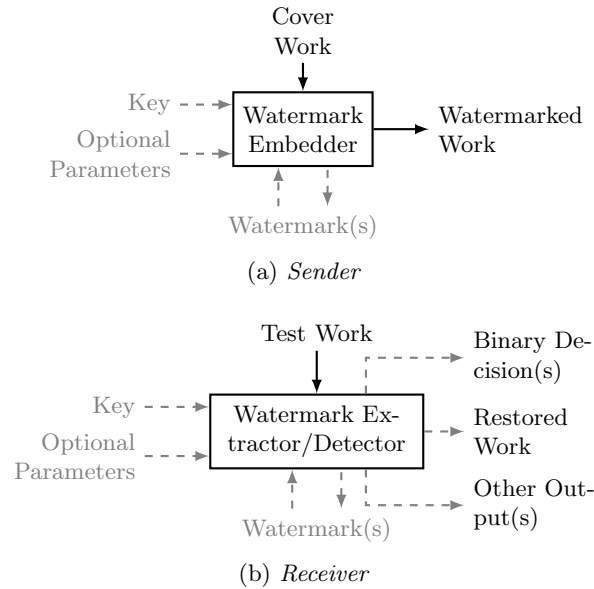 Cover
Work
Key
Watermark
Embedder
Watermarked
Work
Optional
Parameters
Watermark(s)
(a) Sender
Test Work
Binary De-
cision(s)
Key
Watermark Ex-
tractor/Detector
Restored
Work
Optional
Parameters
Other Out-
put(s)
Watermark(s)
(b) Receiver